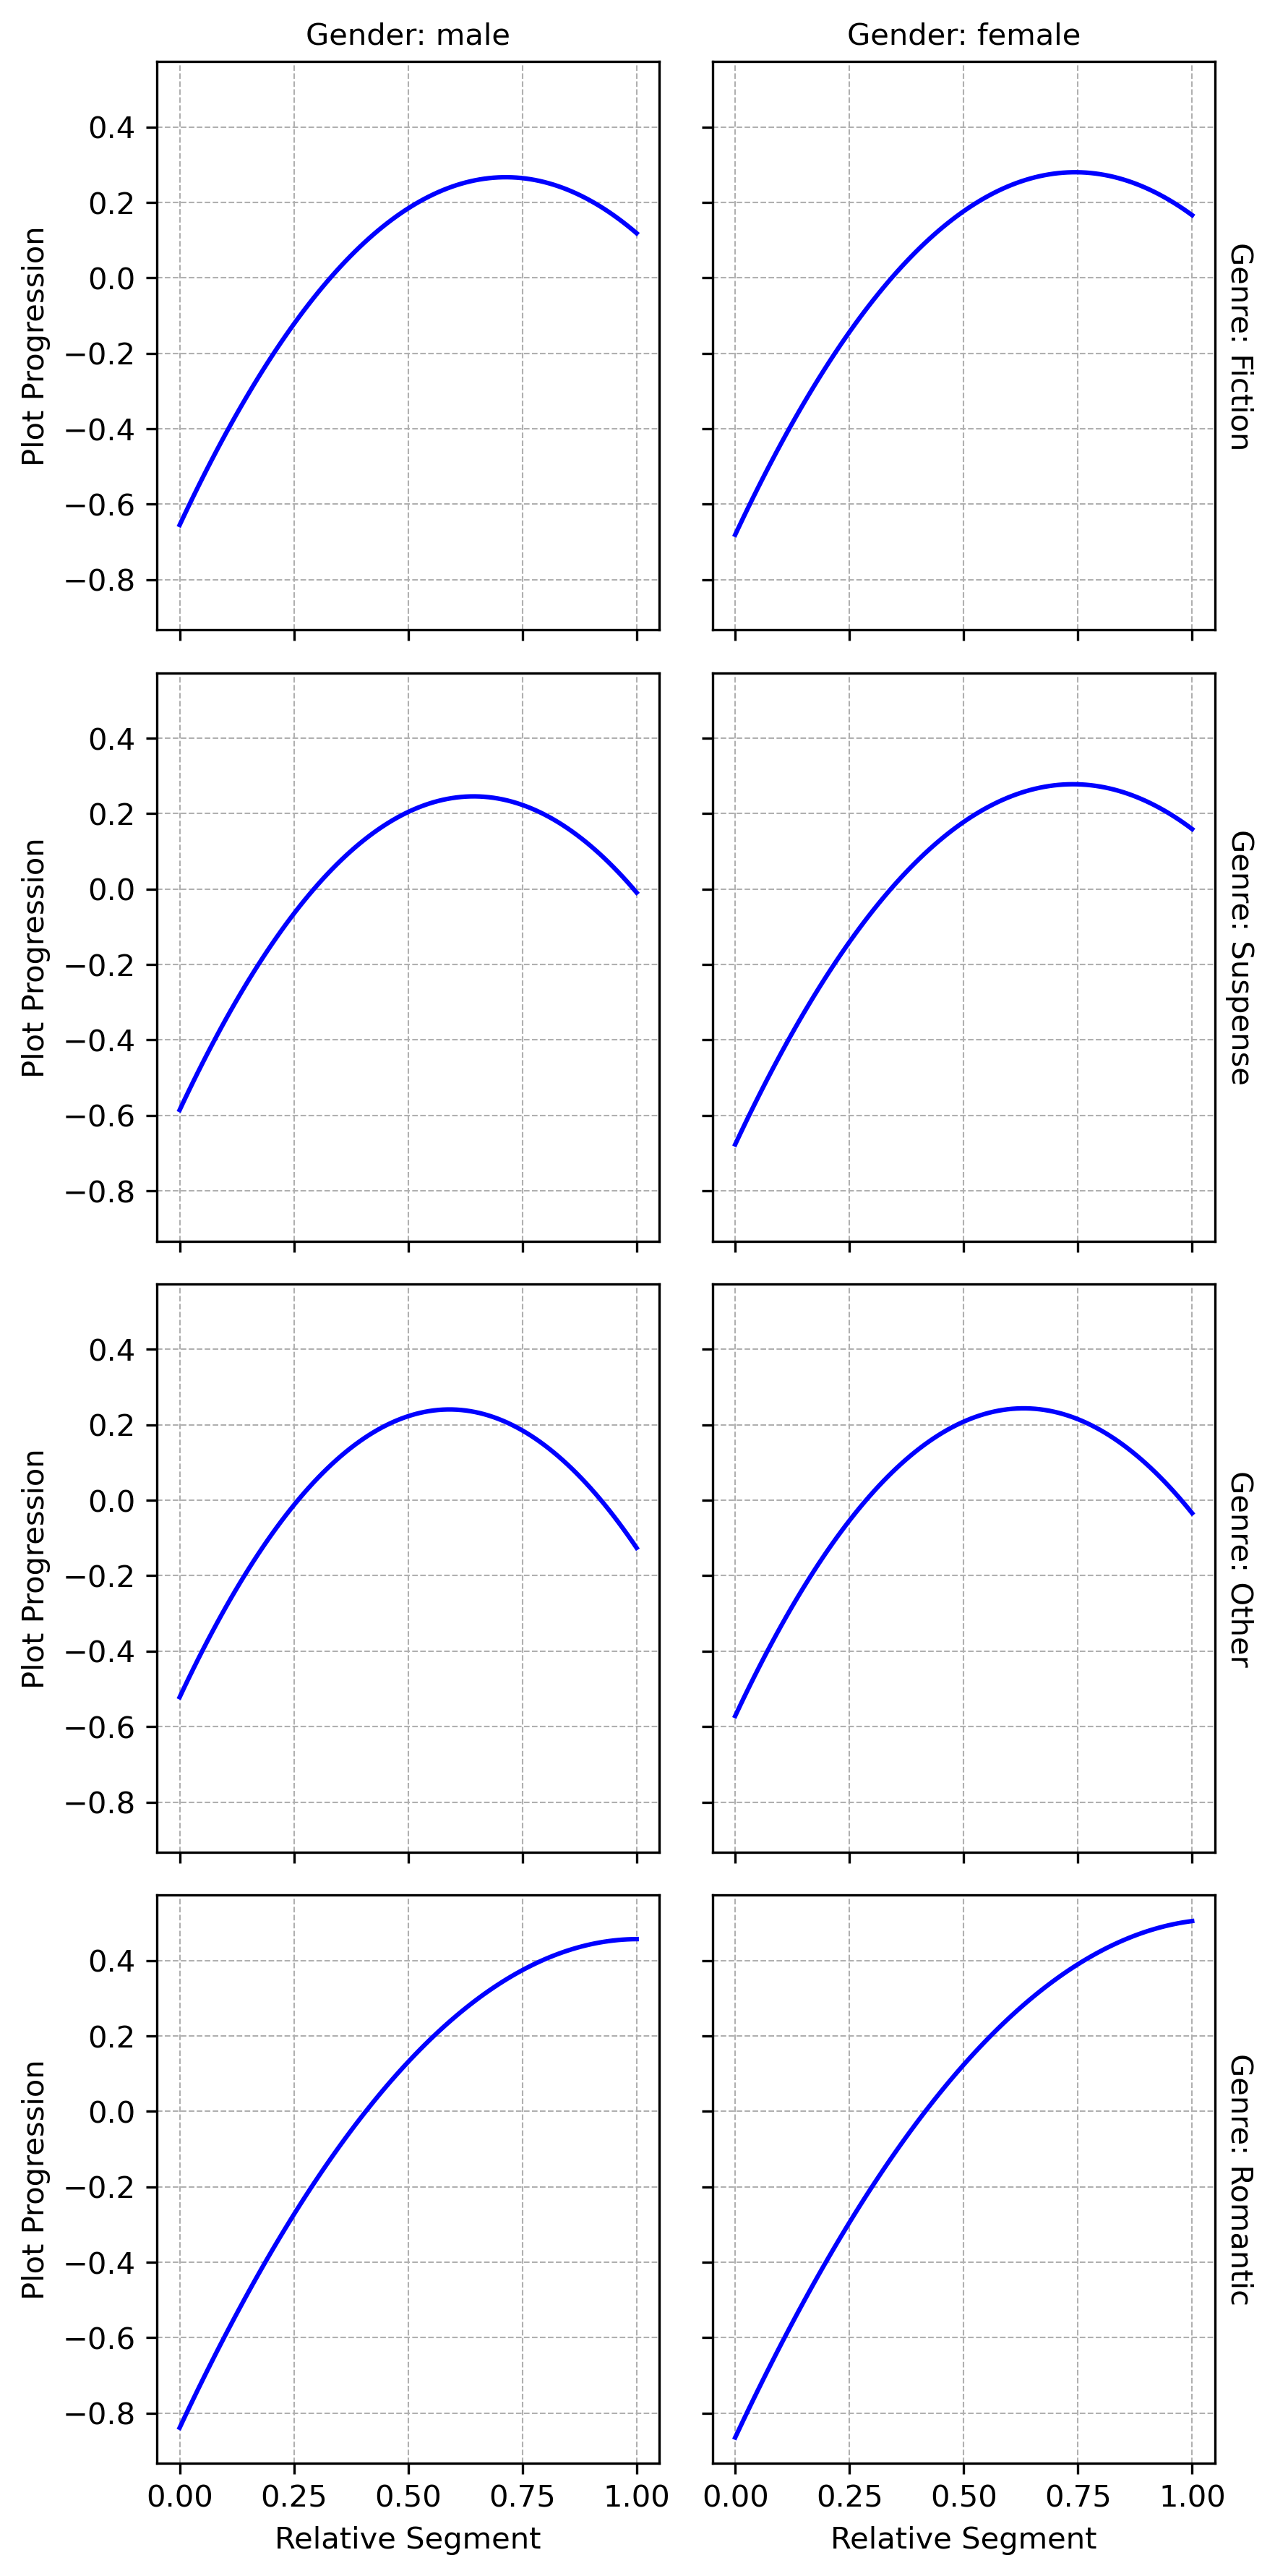 Gender: male
Gender: female
0.4
0.2
0.0
−0.2
−0.4
−0.6
−0.8
Plot Progression
Genre: Fiction
0.4
0.2
0.0
−0.2
−0.4
−0.6
−0.8
Plot Progression
Genre: Suspense
0.4
0.2
0.0
−0.2
−0.4
−0.6
−0.8
Plot Progression
Genre: Other
0.4
0.2
0.0
−0.2
−0.4
−0.6
−0.8
Plot Progression
Genre: Romantic
0.00 0.25 0.50 0.75 1.00
0.00 0.25 0.50 0.75 1.00
Relative Segment
Relative Segment